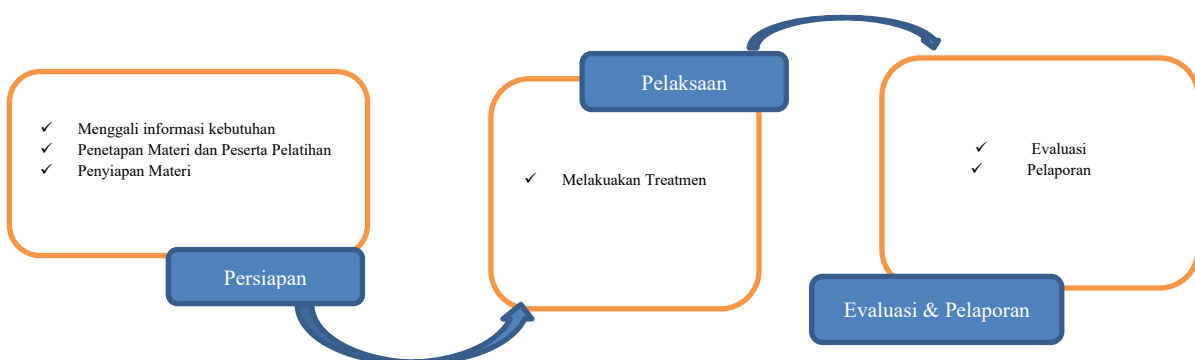 Menggali informasi kebutuhan
Penetapan Materi dan Peserta Pelatihan
Penyiapan Materi
Persiapan
Pelaksaan
Melakuakan Treatmen
Evaluasi
Pelaporan
Evaluasi & Pelaporan